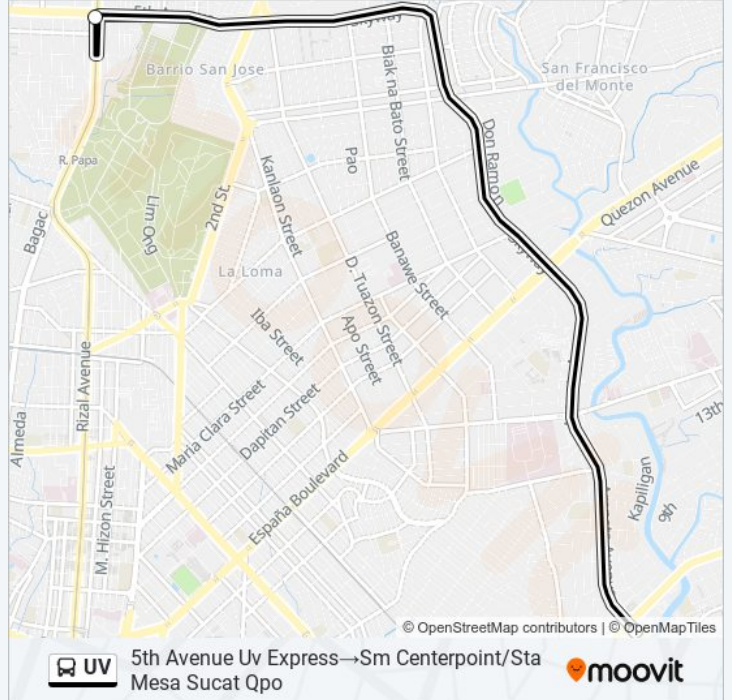 Skyway
Barrio San Jose
San Francisco
del Monte
Biak na Bato Street
Don Ramon
R. Papa
Pao
Kanlaon Street
Quezon Avenue
2nd St.
Lim Ong
Bagac
Banawe Street
Skyway
La Loma
D. Tuazon Street
Iba Street
Apo Street
Rizal Avenue
Maria Clara Street
Dapitan Street
13th
Almeda
España Boulevard
Kapiligan
9th
M. Hizon Street
© OpenStreetMap contributors | © OpenMapTiles
UV
5th Avenue Uv Express→Sm Centerpoint/Sta
Mesa Sucat Qpo
moovit